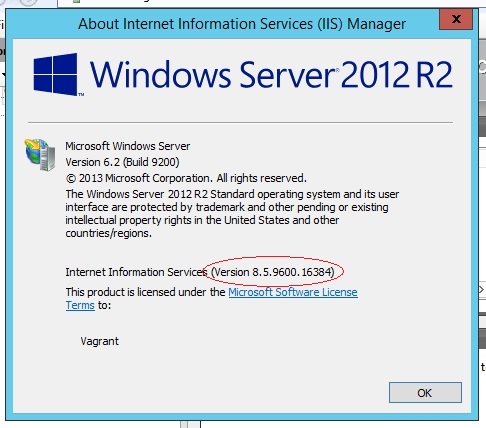 About Internet Information Services (IIS) Manager
x
Windows Server 2012 R2
Microsoft Windows Server
Version 6.2 (Build 9200)
© 2013 Microsoft Corporation. All rights reserved.
The Windows Server 2012 R2 Standard operating system and its user
interface are protected by trademark and other pending or existing
intellectual property rights in the United States and other
countries/regions.
Internet Information Services (Version 8.5.9600.16384)
This product is licensed under the Microsoft Software License
Terms to:
Vagrant
OK